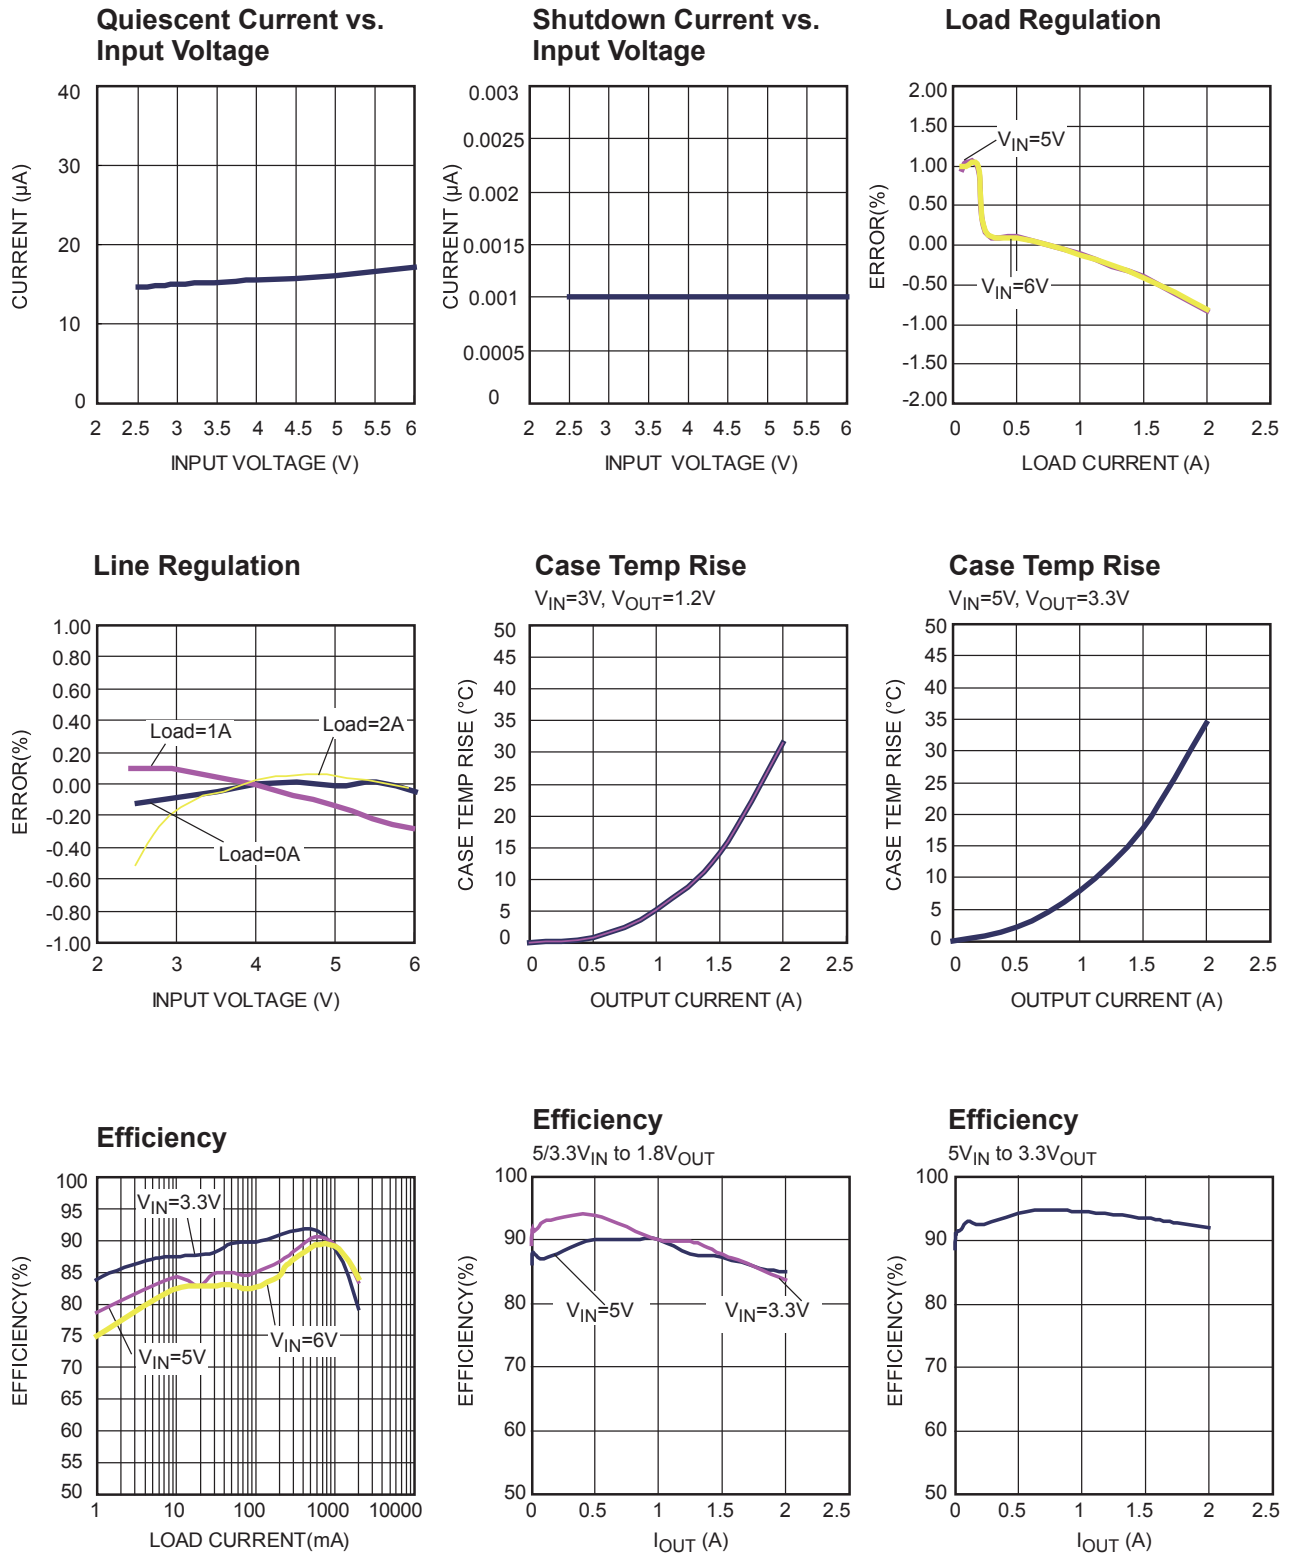 Quiescent Current vs.
Input Voltage
CURRENT (µA)
40
30
20
10
0
2 2.5 3 3.5 4 4.5 5 5.5 6
INPUT VOLTAGE (V)
Shutdown Current vs.
Input Voltage
CURRENT (µA)
0.003
0.0025
0.002
0.0015
0.001
0.0005
0
2 2.5 3 3.5 4 4.5 5 5.5 6
INPUT VOLTAGE (V)
Load Regulation
ERROR(%)
2.00
1.50
1.00
0.50
0.00
-0.50
-1.00
-1.50
-2.00
VIN=5V
VIN=6V
0 0.5 1 1.5 2 2.5
LOAD CURRENT (A)
Line Regulation
ERROR(%)
1.00
0.80
0.60
0.40
0.20
0.00
-0.20
-0.40
-0.60
-0.80
-1.00
Load=1A
Load=2A
Load=0A
2 3 4 5 6
INPUT VOLTAGE (V)
Case Temp Rise
VIN=3V, VOUT=1.2V
CASE TEMP RISE (°C)
50
45
40
35
30
25
20
15
10
5
0
0 0.5 1 1.5 2 2.5
OUTPUT CURRENT (A)
Case Temp Rise
VIN=5V, VOUT=3.3V
CASE TEMP RISE (°C)
50
45
40
35
30
25
20
15
10
5
0
0 0.5 1 1.5 2 2.5
OUTPUT CURRENT (A)
Efficiency
EFFICIENCY(%)
100
95
90
85
80
75
70
65
60
55
50
VIN=3.3V
VIN=6V
VIN=5V
1 10 100 1000 10000
LOAD CURRENT(mA)
Efficiency
5/3.3VIN to 1.8VOUT
EFFICIENCY(%)
100
90
80
70
60
50
VIN=5V
VIN=3.3V
0 0.5 1 1.5 2 2.5
IOUT (A)
Efficiency
5VIN to 3.3VOUT
EFFICIENCY(%)
100
90
80
70
60
50
0 0.5 1 1.5 2 2.5
IOUT (A)